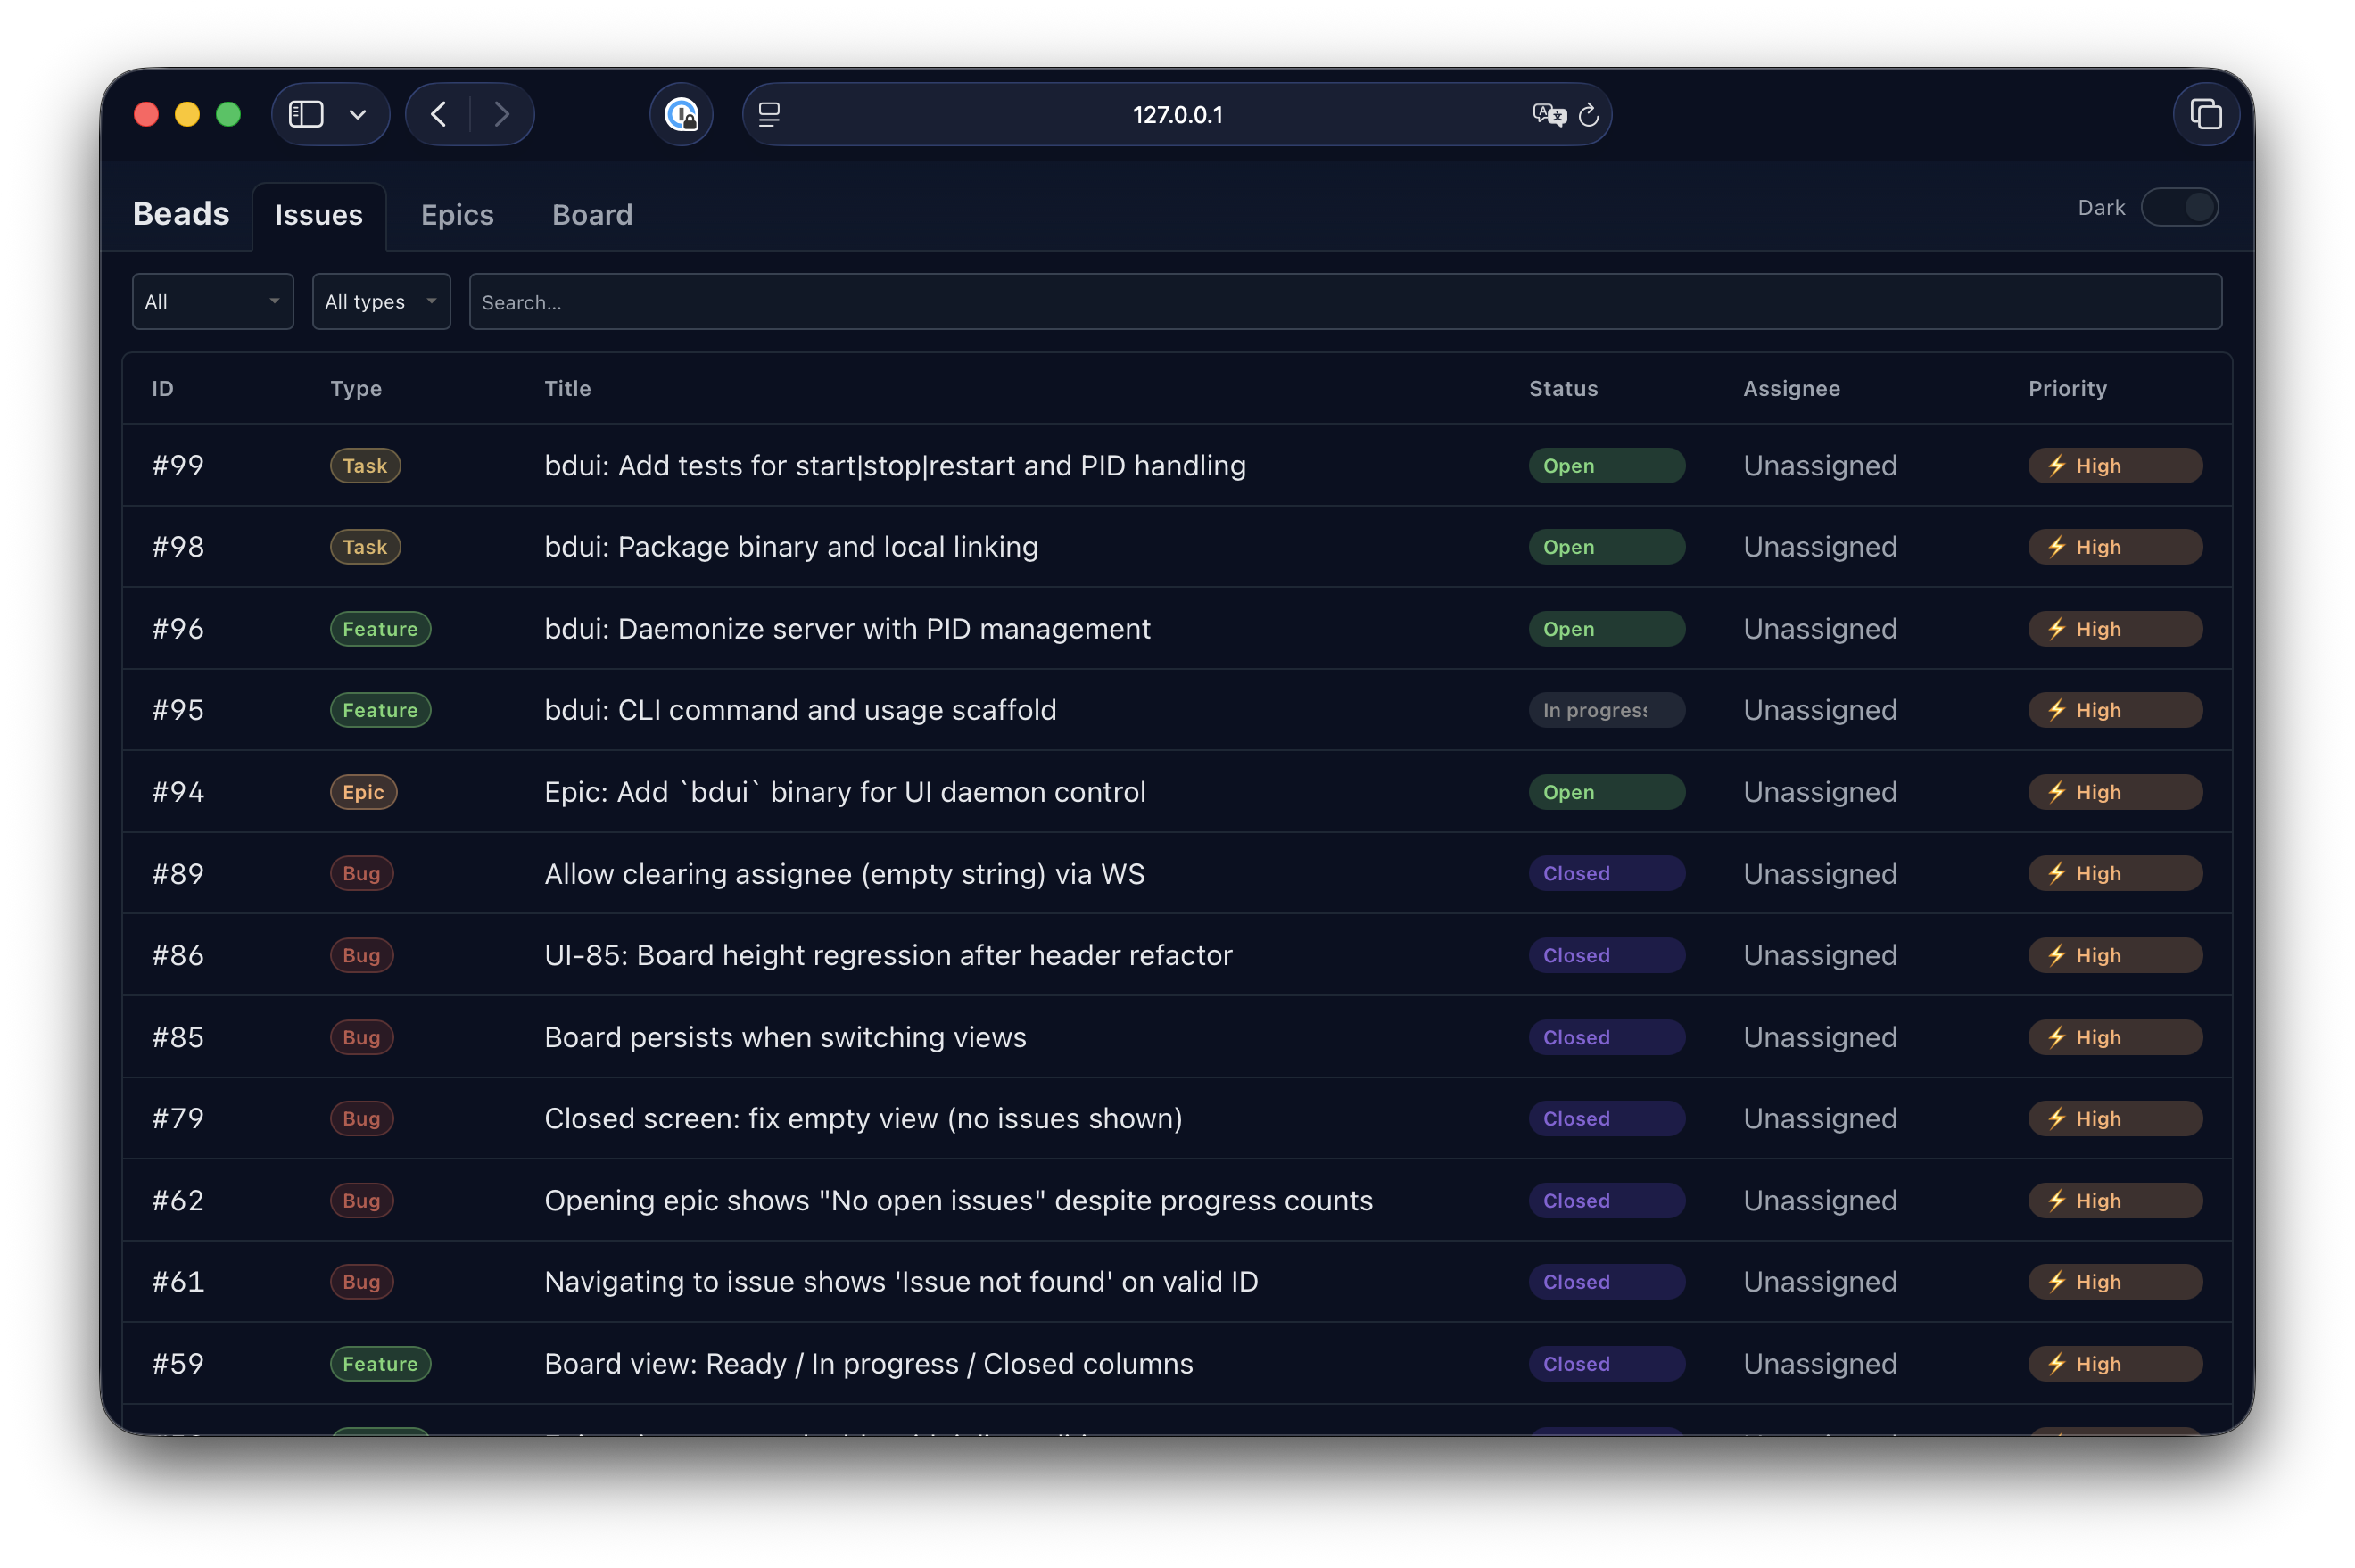 127.0.0.1
Beads Issues Epics Board Dark
All All types Search...
ID Type Title Status Assignee Priority
#99 Task bdui: Add tests for start|stop|restart and PID handling Open Unassigned ⚡ High
#98 Task bdui: Package binary and local linking Open Unassigned ⚡ High
#96 Feature bdui: Daemonize server with PID management Open Unassigned ⚡ High
#95 Feature bdui: CLI command and usage scaffold In progress Unassigned ⚡ High
#94 Epic Epic: Add `bdui` binary for UI daemon control Open Unassigned ⚡ High
#89 Bug Allow clearing assignee (empty string) via WS Closed Unassigned ⚡ High
#86 Bug UI-85: Board height regression after header refactor Closed Unassigned ⚡ High
#85 Bug Board persists when switching views Closed Unassigned ⚡ High
#79 Bug Closed screen: fix empty view (no issues shown) Closed Unassigned ⚡ High
#62 Bug Opening epic shows "No open issues" despite progress counts Closed Unassigned ⚡ High
#61 Bug Navigating to issue shows 'Issue not found' on valid ID Closed Unassigned ⚡ High
#59 Feature Board view: Ready / In progress / Closed columns Closed Unassigned ⚡ High